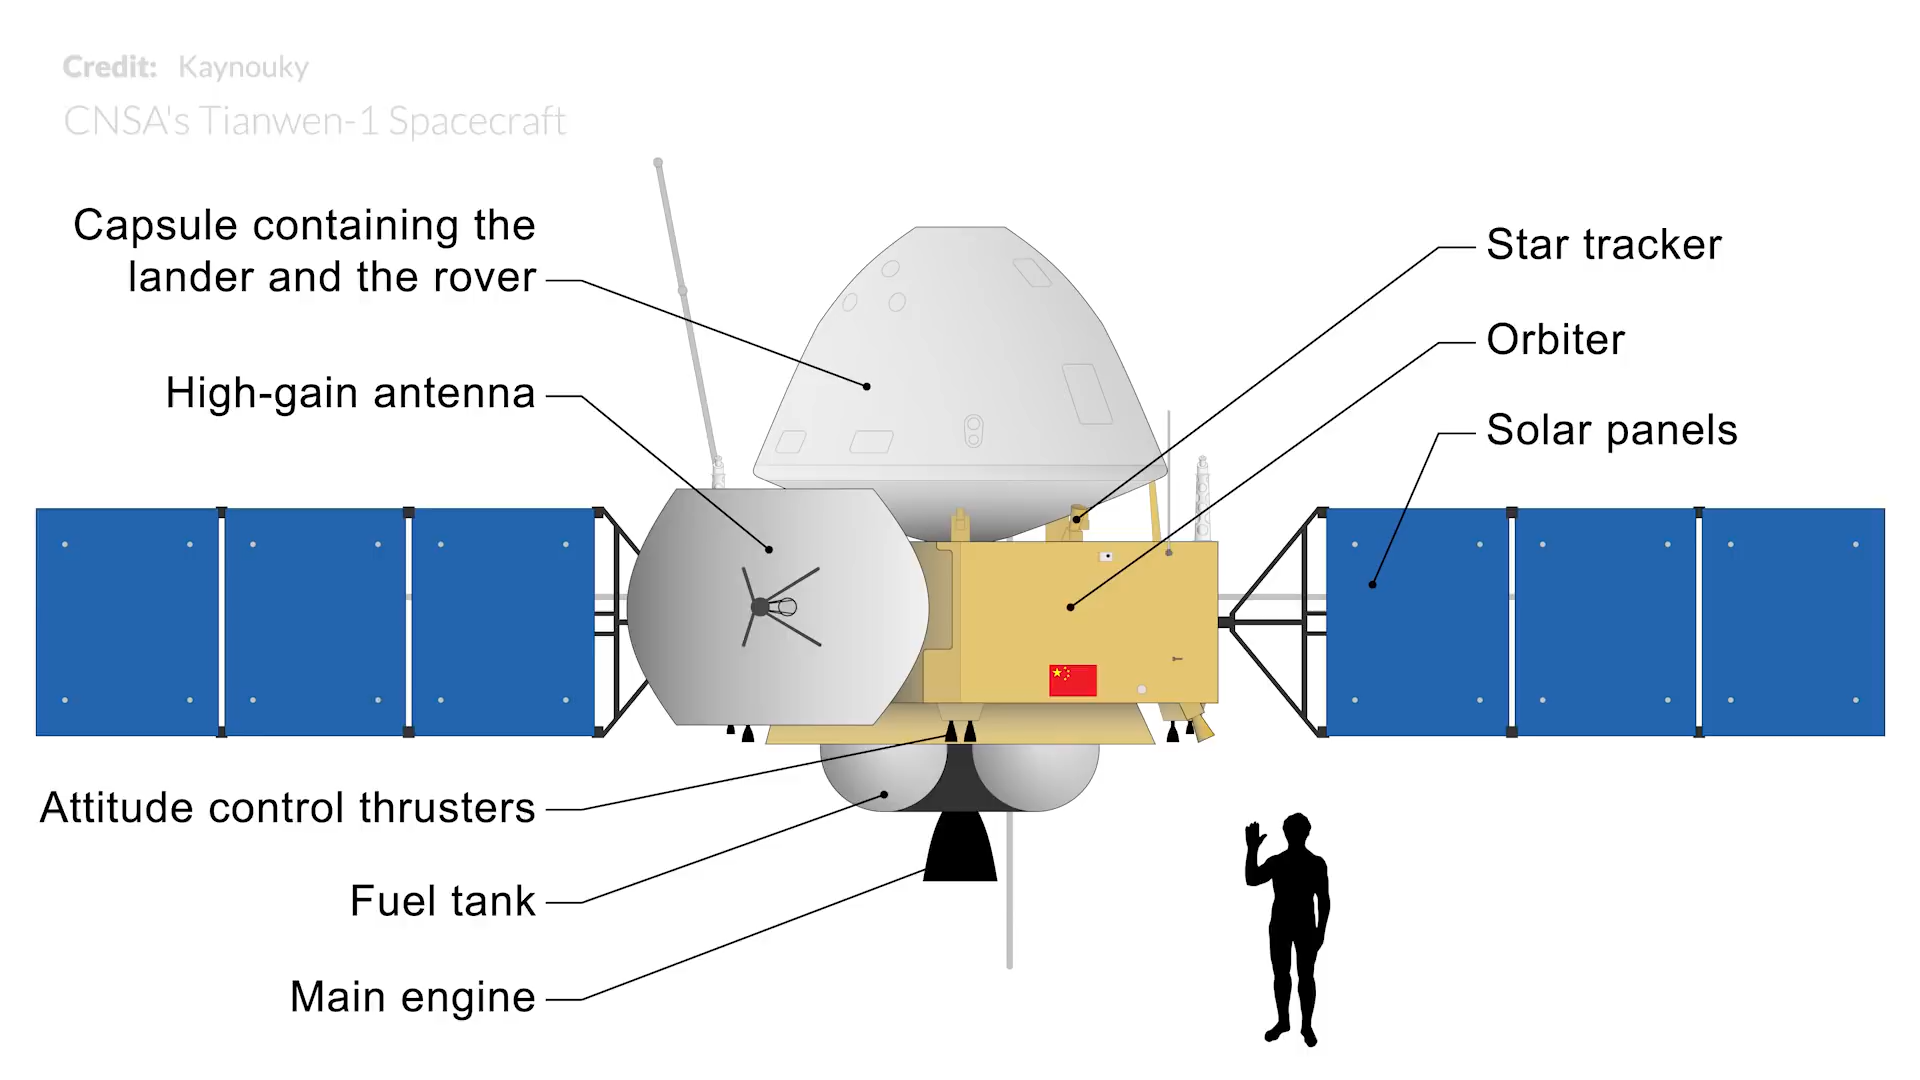 Credit: Kaynouky
CNSA's Tianwen-1 Spacecraft
Capsule containing the
lander and the rover
High-gain antenna
Star tracker
Orbiter
Solar panels
Attitude control thrusters
Fuel tank
Main engine